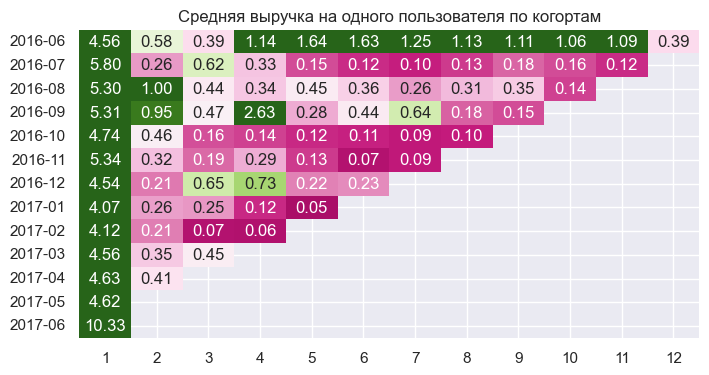 Средняя выручка на одного пользователя по когортам
2016-06 4.56 0.58 0.39 1.14 1.64 1.63 1.25 1.13 1.11 1.06 1.09 0.39
2016-07 5.80 0.26 0.62 0.33 0.15 0.12 0.10 0.13 0.18 0.16 0.12
2016-08 5.30 1.00 0.44 0.34 0.45 0.36 0.26 0.31 0.35 0.14
2016-09 5.31 0.95 0.47 2.63 0.28 0.44 0.64 0.18 0.15
2016-10 4.74 0.46 0.16 0.14 0.12 0.11 0.09 0.10
2016-11 5.34 0.32 0.19 0.29 0.13 0.07 0.09
2016-12 4.54 0.21 0.65 0.73 0.22 0.23
2017-01 4.07 0.26 0.25 0.12 0.05
2017-02 4.12 0.21 0.07 0.06
2017-03 4.56 0.35 0.45
2017-04 4.63 0.41
2017-05 4.62
2017-06 10.33
1 2 3 4 5 6 7 8 9 10 11 12